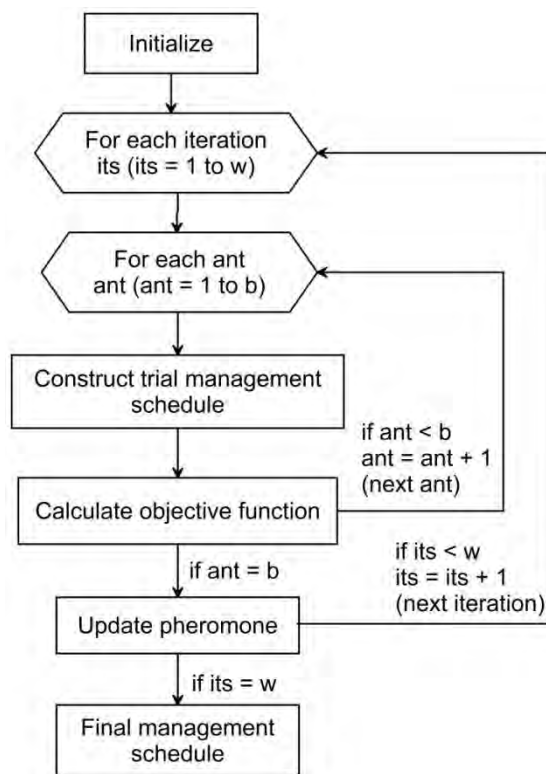 Initialize
For each iteration
its (its = 1 to w)
For each ant
ant (ant = 1 to b)
Construct trial management
schedule
if ant < b
ant = ant + 1
(next ant)
Calculate objective function
if ant = b
if its < w
its = its + 1
(next iteration)
Update pheromone
if its = w
Final management
schedule